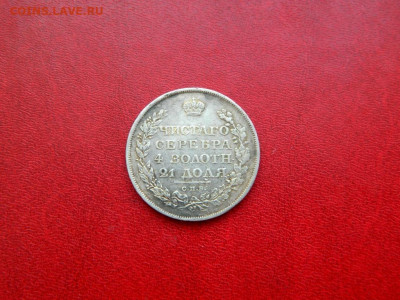 COINS.LAVE.RU
ЧИСТАГО
СЕРЕБРА
4 ЗОЛОТН.
21 ДОЛЯ.
С.П.Б.